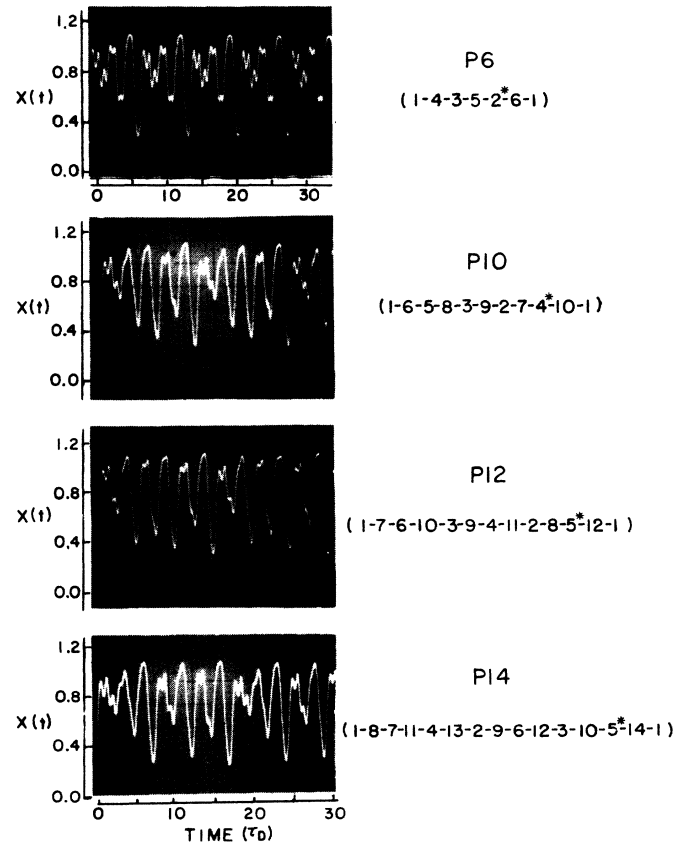 1.2
0.8
X(t)
0.4
0.0
0 10 20 30
P6
(1-4-3-5-2*-6-1)
1.2
0.8
X(t)
0.4
0.0
P10
(1-6-5-8-3-9-2-7-4*-10-1)
1.2
0.8
X(t)
0.4
0.0
P12
(1-7-6-10-3-9-4-11-2-8-5*-12-1)
1.2
0.8
X(t)
0.4
0.0
0 10 20 30
TIME (τD)
P14
(1-8-7-11-4-13-2-9-6-12-3-10-5*-14-1)